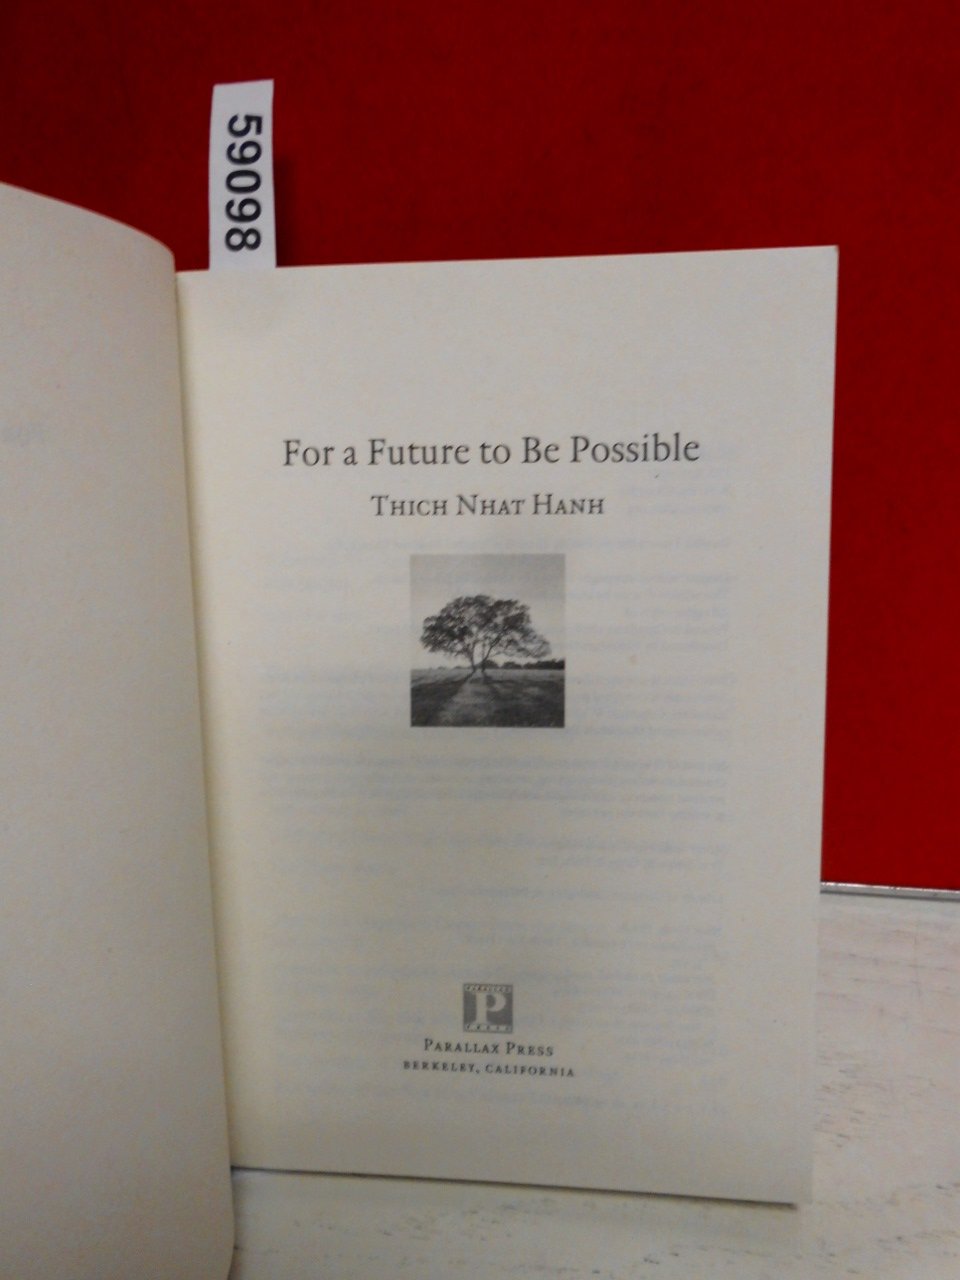 59098
For a Future to Be Possible
THICH NHAT HANH
P
PARALLAX PRESS
BERKELEY, CALIFORNIA